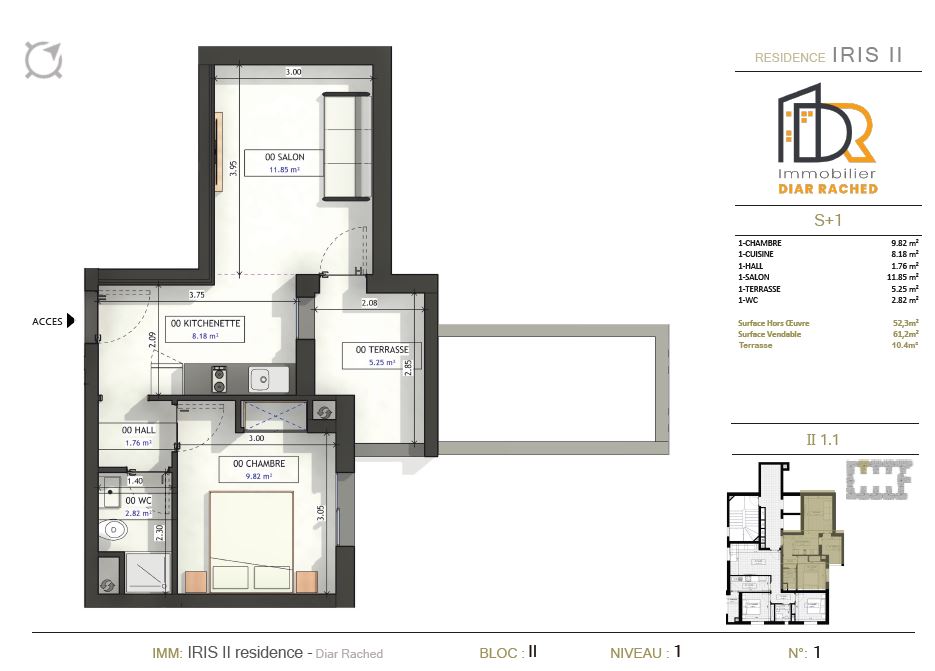 RESIDENCE IRIS II
Immobilier
DIAR RACHED
S+1
1-CHAMBRE 9.82 m²
1-CUISINE 8.18 m²
1-HALL 1.76 m²
1-SALON 11.85 m²
1-TERRASSE 5.25 m²
1-WC 2.82 m²
Surface Hors Œuvre 52,3m²
Surface Vendable 61,2m²
Terrasse 10.4m²
II 1.1
3.00
3.95
00 SALON
11.85 m²
3.75
2.08
ACCES
00 KITCHENETTE
8.18 m²
2.09
00 TERRASSE
5.25 m²
2.85
00 HALL
1.76 m²
3.00
00 CHAMBRE
9.82 m²
1.40
00 WC
2.82 m²
3.05
2.30
IMM: IRIS II residence - Diar Rached BLOC : II NIVEAU : 1 N°: 1